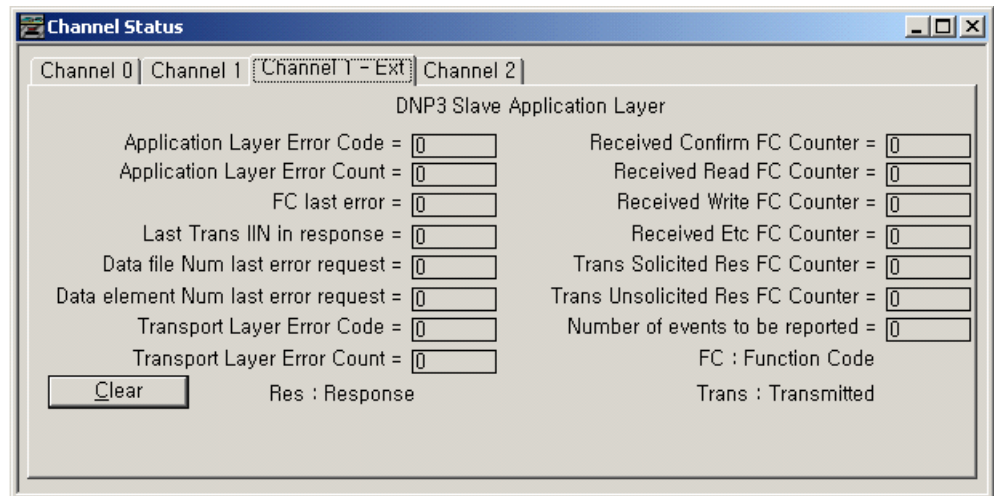 Channel Status
Channel 0 Channel 1 Channel 1 - Ext Channel 2
DNP3 Slave Application Layer
Application Layer Error Code = 0
Application Layer Error Count = 0
FC last error = 0
Last Trans IIN in response = 0
Data file Num last error request = 0
Data element Num last error request = 0
Transport Layer Error Code = 0
Transport Layer Error Count = 0
Clear
Res : Response
Received Confirm FC Counter = 0
Received Read FC Counter = 0
Received Write FC Counter = 0
Received Etc FC Counter = 0
Trans Solicited Res FC Counter = 0
Trans Unsolicited Res FC Counter = 0
Number of events to be reported = 0
FC : Function Code
Trans : Transmitted